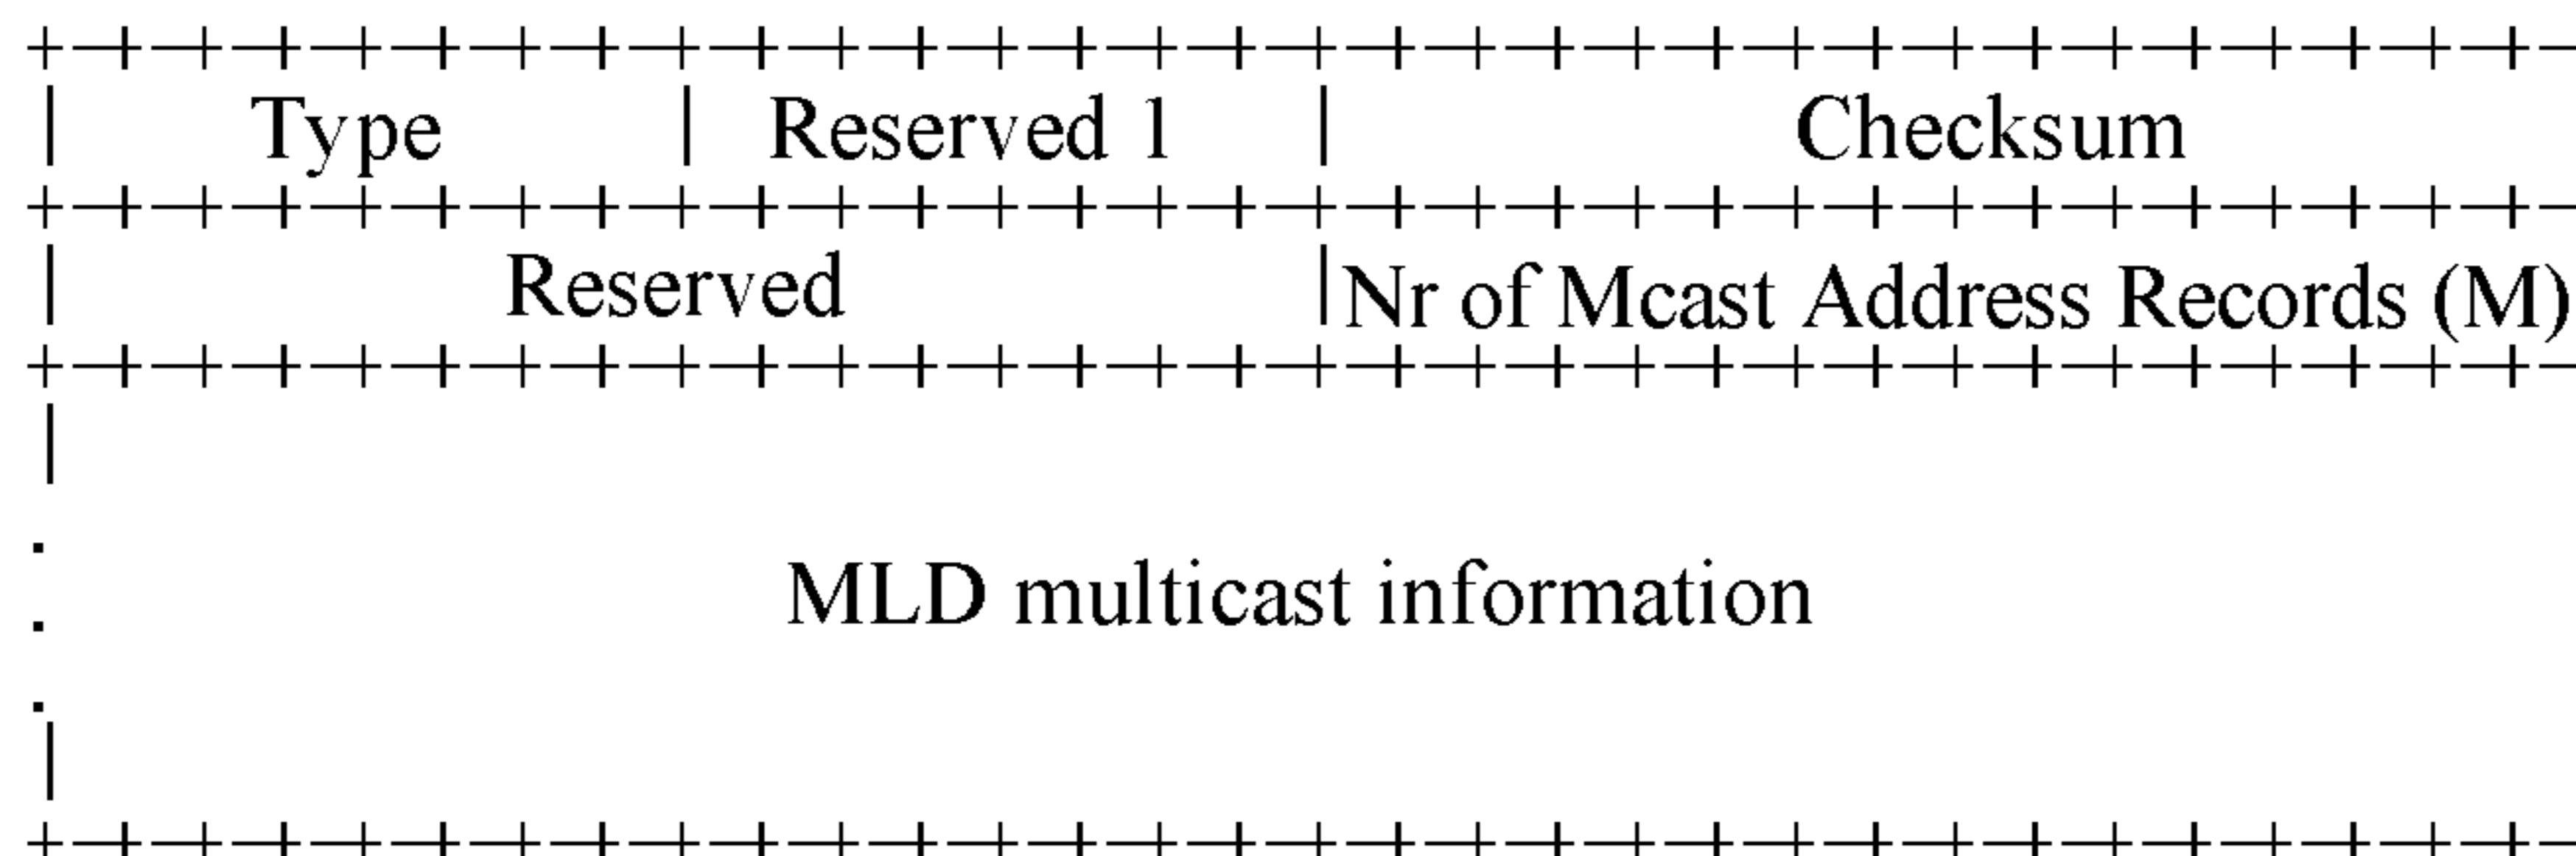 Type | Reserved 1 | Checksum
Reserved | Nr of Mcast Address Records (M)
MLD multicast information